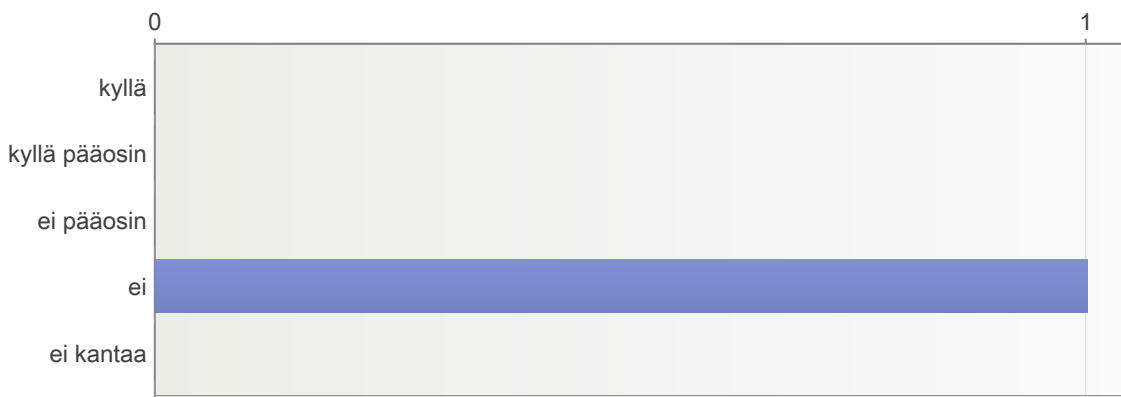 0 1
kyllä
kyllä pääosin
ei pääosin
ei
ei kantaa